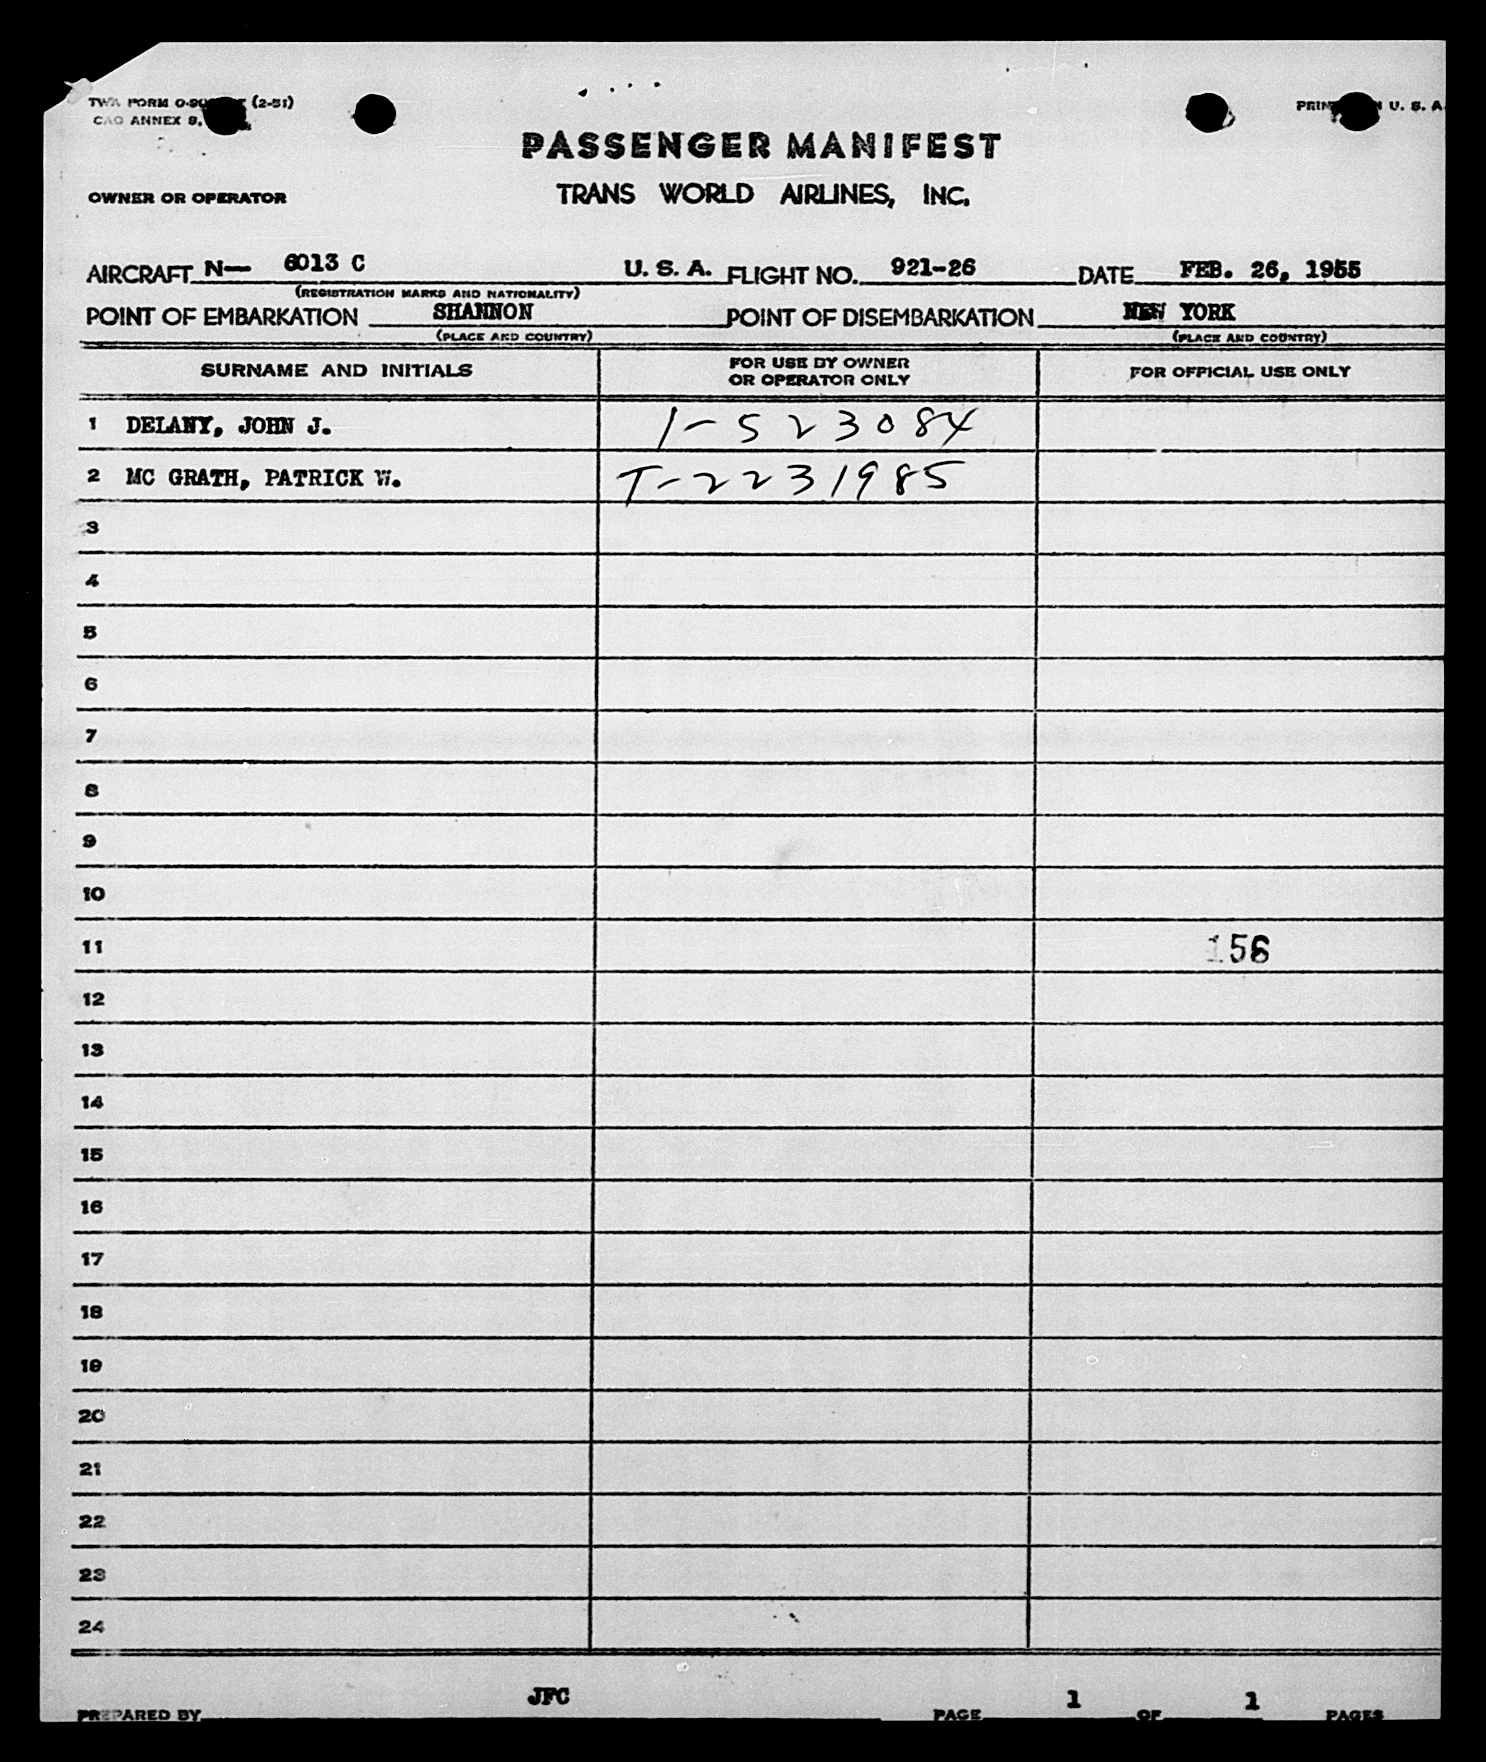 TWA FORM O-90 (2-51)
CAO ANNEX 9,
PRINTED IN U. S. A.
PASSENGER MANIFEST
OWNER OR OPERATOR
TRANS WORLD AIRLINES, INC.
AIRCRAFT N— 6013 C U. S. A. FLIGHT NO. 921-26 DATE FEB. 26, 1955
(REGISTRATION MARKS AND NATIONALITY)
POINT OF EMBARKATION SHANNON POINT OF DISEMBARKATION NEW YORK
(PLACE AND COUNTRY) (PLACE AND COUNTRY)
SURNAME AND INITIALS FOR USE BY OWNER OR OPERATOR ONLY FOR OFFICIAL USE ONLY
1 DELANY, JOHN J. 1-523084
2 MC GRATH, PATRICK W. T-2231985
3
4
5
6
7
8
9
10
11 156
12
13
14
15
16
17
18
19
20
21
22
23
24
PREPARED BY JFC PAGE 1 OF 1 PAGES